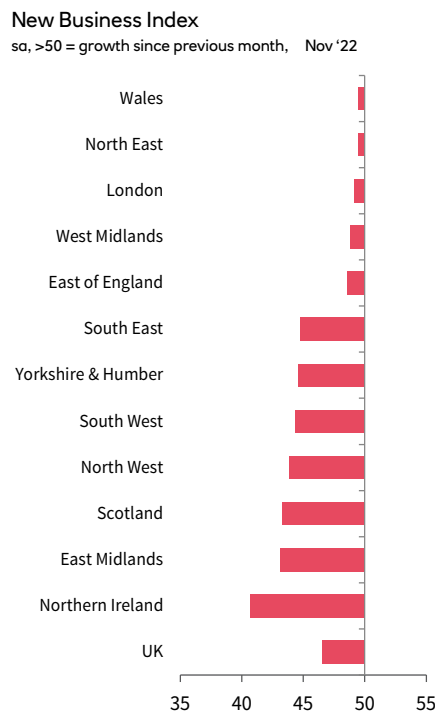 New Business Index
sa, >50 = growth since previous month, Nov ‘22
Wales
North East
London
West Midlands
East of England
South East
Yorkshire & Humber
South West
North West
Scotland
East Midlands
Northern Ireland
UK
35 40 45 50 55